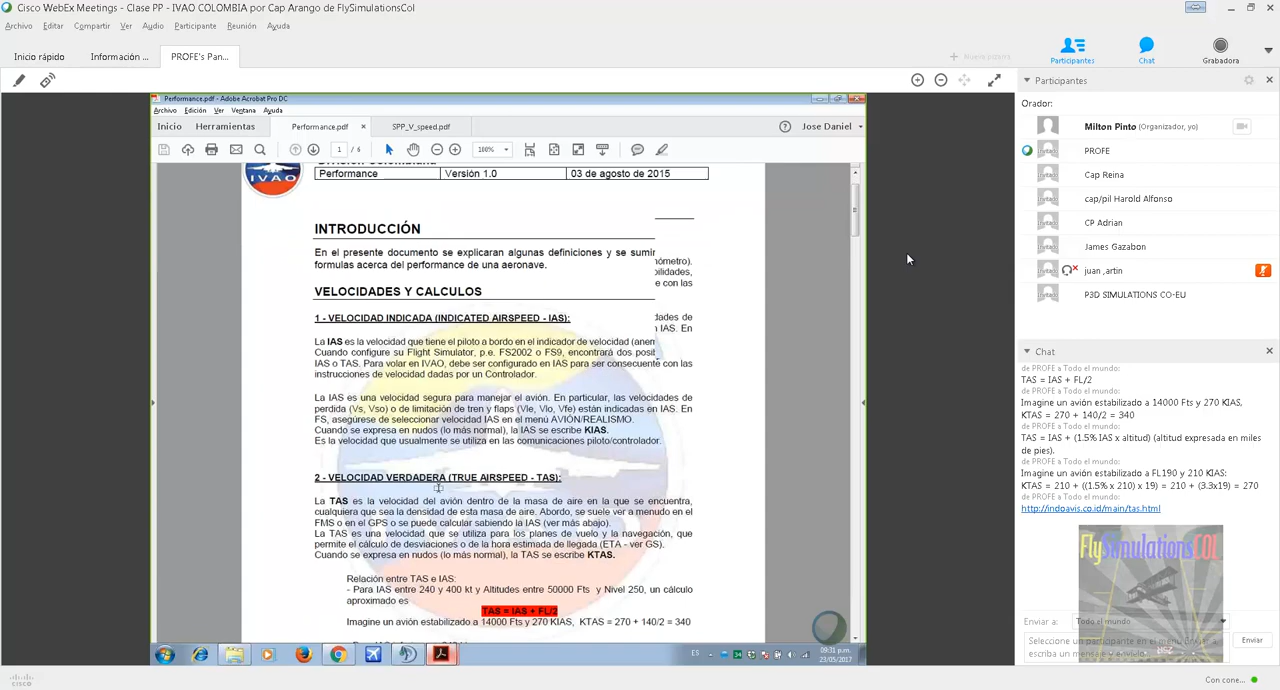 Cisco WebEx Meetings - Clase PP - IVAO COLOMBIA por Cap Arango de FlySimulationsCol
Archivo Editar Compartir Ver Audio Participante Reunión Ayuda
Inicio rápido Información ... PROFE's Pan...
Nueva pizarra
Participantes Chat Grabadora
Performance.pdf - Adobe Acrobat Pro DC
Archivo Edición Ver Ventana Ayuda
Inicio Herramientas Performance.pdf SPP_V_speed.pdf Jose Daniel
1 / 6 100%
IVAO
Performance Versión 1.0 03 de agosto de 2015
INTRODUCCIÓN
En el presente documento se explicaran algunas definiciones y se sumir
formulas acerca del performance de una aeronave.
VELOCIDADES Y CALCULOS
1 - VELOCIDAD INDICADA (INDICATED AIRSPEED - IAS):
La IAS es la velocidad que tiene el piloto a bordo en el indicador de velocidad (anem
Cuando configure su Flight Simulator, p.e. FS2002 o FS9, encontrará dos posit
IAS o TAS. Para volar en IVAO, debe ser configurado en IAS para ser consecuente con las
instrucciones de velocidad dadas por un Controlador.
La IAS es una velocidad segura para manejar el avión. En particular, las velocidades de
perdida (Vs, Vso) o de limitación de tren y flaps (Vle, Vlo, Vfe) están indicadas en IAS. En
FS, asegúrese de seleccionar velocidad IAS en el menú AVIÓN/REALISMO.
Cuando se expresa en nudos (lo más normal), la IAS se escribe KIAS.
Es la velocidad que usualmente se utiliza en las comunicaciones piloto/controlador.
2 - VELOCIDAD VERDADERA (TRUE AIRSPEED - TAS):
La TAS es la velocidad del avión dentro de la masa de aire en la que se encuentra,
cualquiera que sea la densidad de esta masa de aire. Abordo, se suele ver a menudo en el
FMS o en el GPS o se puede calcular sabiendo la IAS (ver más abajo).
La TAS es una velocidad que se utiliza para los planes de vuelo y la navegación, que
permite el cálculo de desviaciones o de la hora estimada de llegada (ETA - ver GS).
Cuando se expresa en nudos (lo más normal), la TAS se escribe KTAS.
Relación entre TAS e IAS:
- Para IAS entre 240 y 400 kt y Altitudes entre 50000 Fts y Nivel 250, un cálculo
aproximado es
TAS = IAS + FL/2
Imagine un avión estabilizado a 14000 Fts y 270 KIAS, KTAS = 270 + 140/2 = 340
ómetro).
bilidades,
e con las
dades de
n IAS. En
ES
09:31 p.m.
23/05/2017
Participantes
Orador:
Milton Pinto (Organizador, yo)
PROFE
Cap Reina
cap/pil Harold Alfonso
CP Adrian
James Gazabon
juan ,artin
P3D SIMULATIONS CO-EU
Chat
de PROFE a Todo el mundo:
TAS = IAS + FL/2
de PROFE a Todo el mundo:
Imagine un avión estabilizado a 14000 Fts y 270 KIAS,
KTAS = 270 + 140/2 = 340
de PROFE a Todo el mundo:
TAS = IAS + (1.5% IAS x altitud) (altitud expresada en miles
de pies).
de PROFE a Todo el mundo:
Imagine un avión estabilizado a FL190 y 210 KIAS:
KTAS = 210 + ((1.5% x 210) x 19) = 210 + (3.3x19) = 270
http://indoavis.co.id/main/tas.html
FlySimulationsCOl
Enviar a: Todo el mundo
Seleccione un participante en el menú Enviar a
escriba un mensaje y envíelo
Enviar
cisco
Con cone...